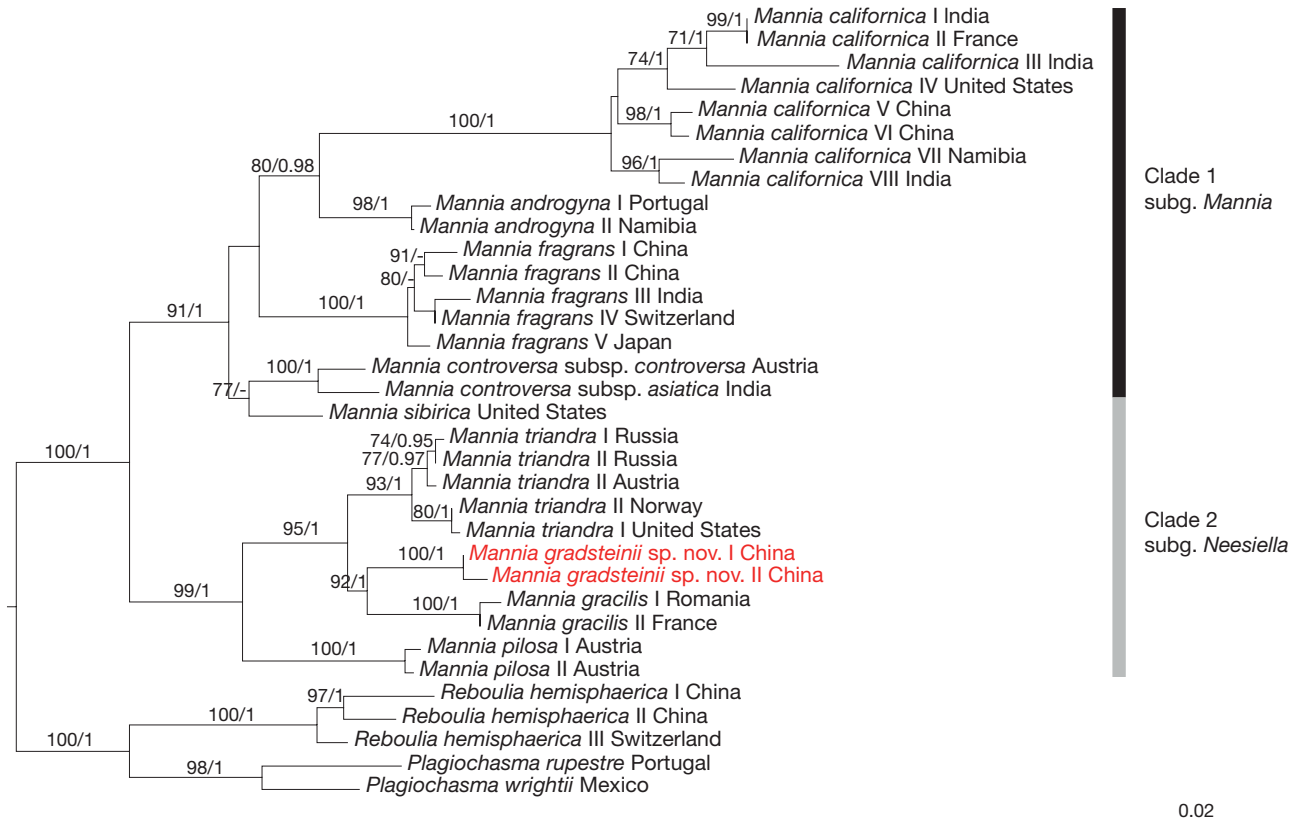 99/1
Mannia californica I India
Mannia californica II France
71/1
Mannia californica III India
74/1
Mannia californica IV United States
Mannia californica V China
98/1
Mannia californica VI China
100/1
Mannia californica VII Namibia
96/1
Mannia californica VIII India
80/0.98
Clade 1
subg. Mannia
Mannia androgyna I Portugal
98/1
Mannia androgyna II Namibia
Mannia fragrans I China
91/-
Mannia fragrans II China
80/-
Mannia fragrans III India
100/1
Mannia fragrans IV Switzerland
91/1
Mannia fragrans V Japan
Mannia controversa subsp. controversa Austria
100/1
Mannia controversa subsp. asiatica India
77/-
Mannia sibirica United States
Mannia triandra I Russia
74/0.95
100/1
Mannia triandra II Russia
77/0.97
Mannia triandra II Austria
93/1
Mannia triandra II Norway
80/1
Mannia triandra I United States
95/1
Clade 2
subg. Neesiella
Mannia gradsteinii sp. nov. I China
100/1
Mannia gradsteinii sp. nov. II China
92/1
99/1
Mannia gracilis I Romania
100/1
Mannia gracilis II France
Mannia pilosa I Austria
100/1
Mannia pilosa II Austria
Reboulia hemisphaerica I China
97/1
Reboulia hemisphaerica II China
100/1
Reboulia hemisphaerica III Switzerland
100/1
Plagiochasma rupestre Portugal
98/1
Plagiochasma wrightii Mexico
0.02